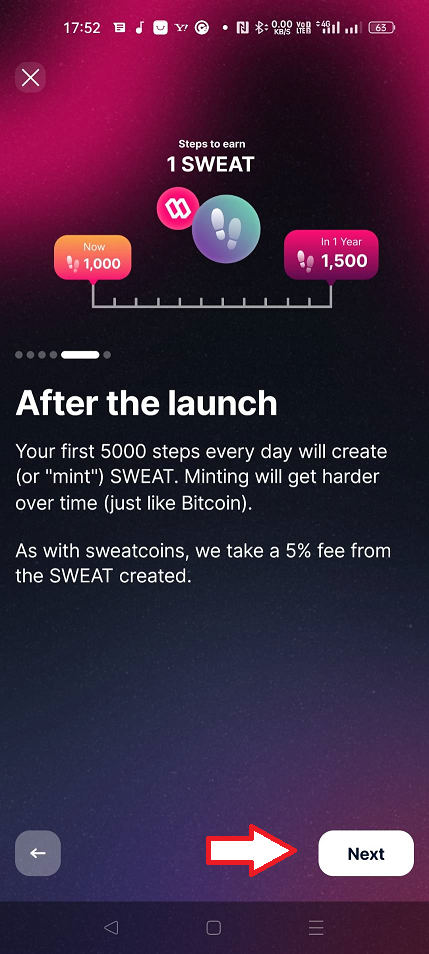 17:52 0.00 KB/S VoD LTE 4G 63
Steps to earn
1 SWEAT
Now
1,000
In 1 Year
1,500
After the launch
Your first 5000 steps every day will create
(or "mint") SWEAT. Minting will get harder
over time (just like Bitcoin).
As with sweatcoins, we take a 5% fee from
the SWEAT created.
Next